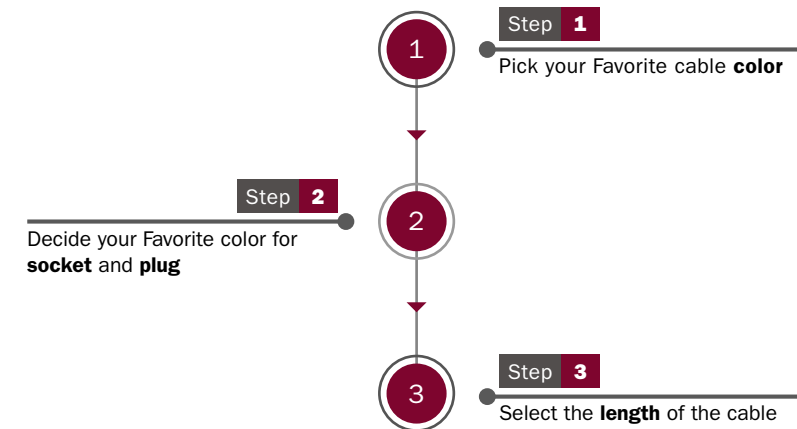 1
Step 1
Pick your Favorite cable color
Step 2
2
Decide your Favorite color for
socket and plug
3
Step 3
Select the length of the cable